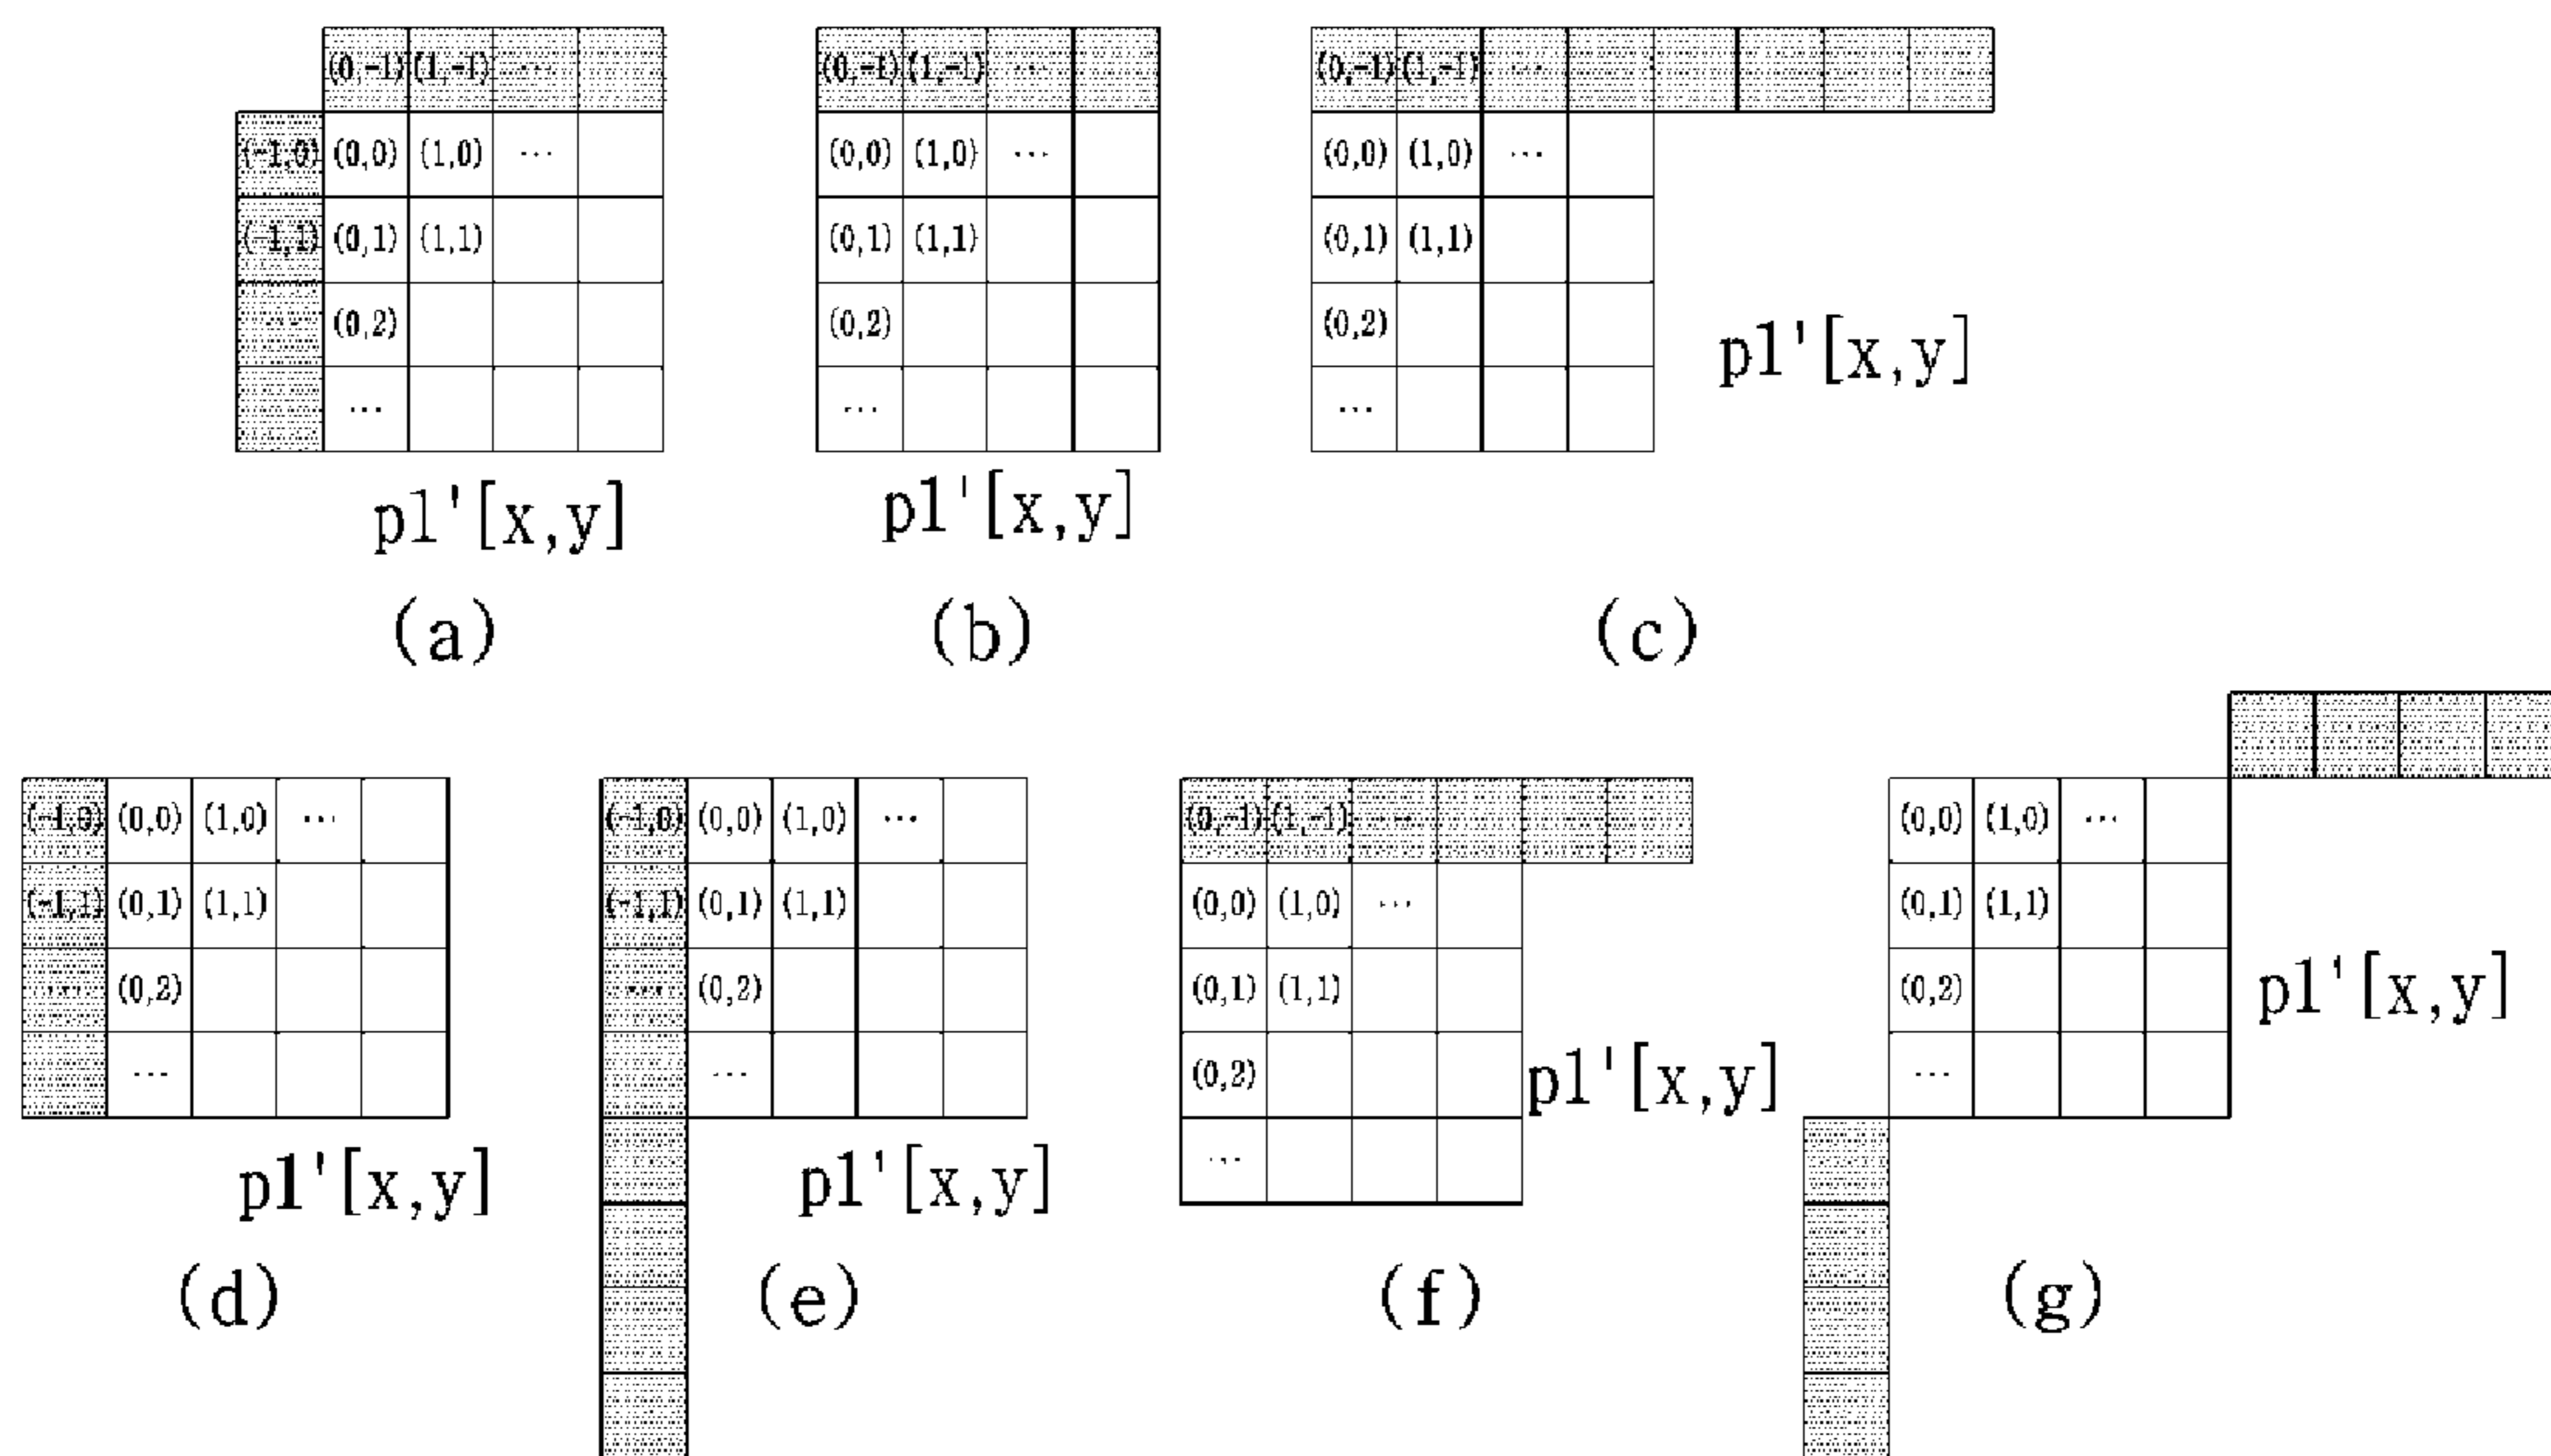 (0,-1) (1,-1) ...
(-1,0) (0,0) (1,0) ...
(-1,1) (0,1) (1,1)
... (0,2)
...
p1'[x,y]
(a)
(0,-1) (1,-1) ...
(0,0) (1,0) ...
(0,1) (1,1)
(0,2)
...
p1'[x,y]
(b)
(0,-1) (1,-1) ...
(0,0) (1,0) ...
(0,1) (1,1)
(0,2)
...
p1'[x,y]
(c)
(-1,0) (0,0) (1,0) ...
(-1,1) (0,1) (1,1)
... (0,2)
...
p1'[x,y]
(d)
(-1,0) (0,0) (1,0) ...
(-1,1) (0,1) (1,1)
... (0,2)
...
p1'[x,y]
(e)
(0,-1) (1,-1) ...
(0,0) (1,0) ...
(0,1) (1,1)
(0,2)
...
p1'[x,y]
(f)
(0,0) (1,0) ...
(0,1) (1,1)
(0,2)
...
p1'[x,y]
(g)